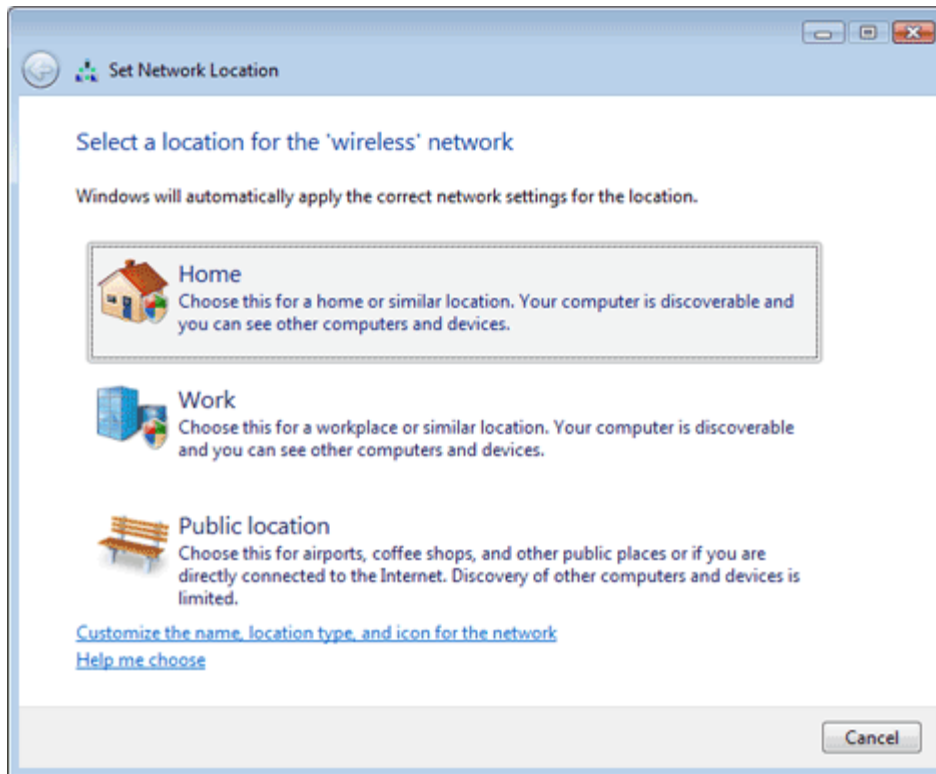 Set Network Location
Select a location for the 'wireless' network
Windows will automatically apply the correct network settings for the location.
Home
Choose this for a home or similar location. Your computer is discoverable and
you can see other computers and devices.
Work
Choose this for a workplace or similar location. Your computer is discoverable
and you can see other computers and devices.
Public location
Choose this for airports, coffee shops, and other public places or if you are
directly connected to the Internet. Discovery of other computers and devices is
limited.
Customize the name, location type, and icon for the network
Help me choose
Cancel